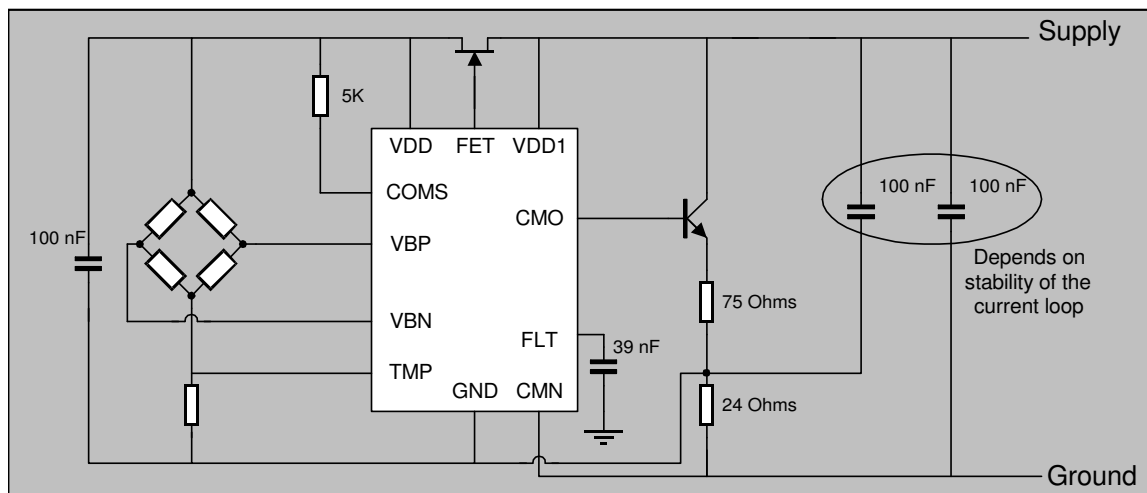 Supply
5K
VDD
FET
VDD1
COMS
CMO
100 nF
100 nF
100 nF
VBP
Depends on
stability of the
current loop
75 Ohms
VBN
FLT
39 nF
TMP
GND
CMN
24 Ohms
Ground